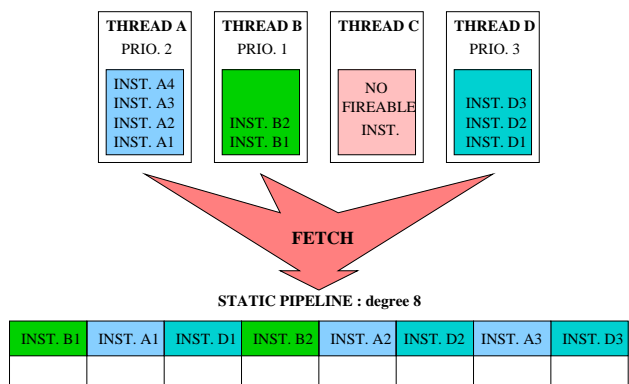 THREAD A
PRIO. 2
INST. A4
INST. A3
INST. A2
INST. A1
THREAD B
PRIO. 1
INST. B2
INST. B1
THREAD C
NO
FIREABLE
INST.
THREAD D
PRIO. 3
INST. D3
INST. D2
INST. D1
FETCH
STATIC PIPELINE : degree 8
INST. B1 INST. A1 INST. D1 INST. B2 INST. A2 INST. D2 INST. A3 INST. D3